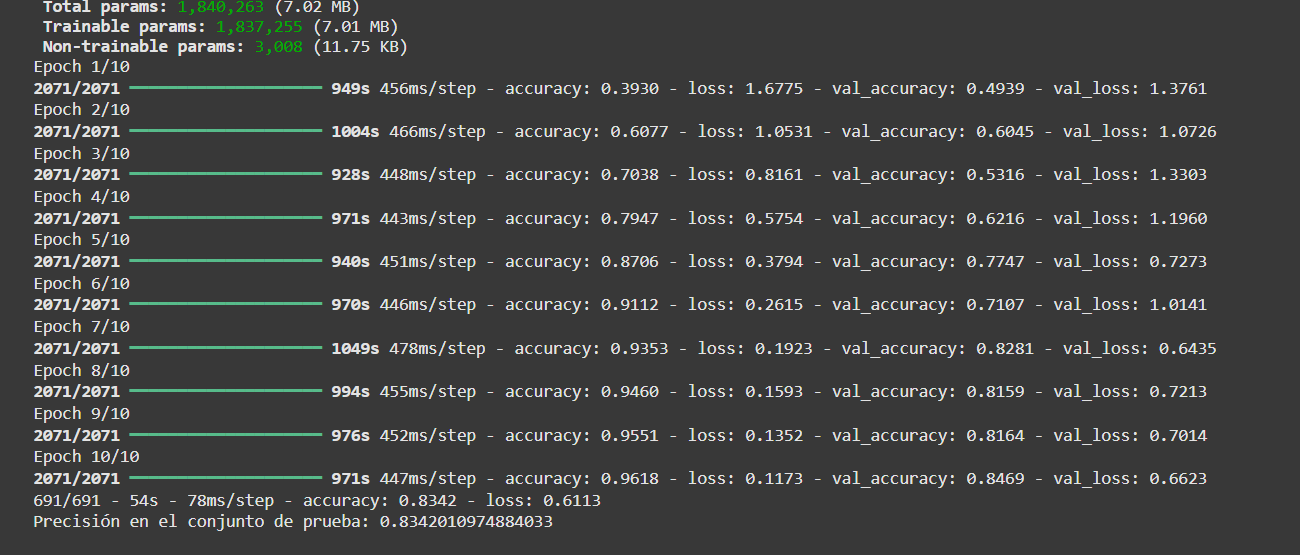 Total params: 1,840,263 (7.02 MB)
Trainable params: 1,837,255 (7.01 MB)
Non-trainable params: 3,008 (11.75 KB)
Epoch 1/10
2071/2071 ━━━━━━━━━━━━━━━━━━━━ 949s 456ms/step - accuracy: 0.3930 - loss: 1.6775 - val_accuracy: 0.4939 - val_loss: 1.3761
Epoch 2/10
2071/2071 ━━━━━━━━━━━━━━━━━━━━ 1004s 466ms/step - accuracy: 0.6077 - loss: 1.0531 - val_accuracy: 0.6045 - val_loss: 1.0726
Epoch 3/10
2071/2071 ━━━━━━━━━━━━━━━━━━━━ 928s 448ms/step - accuracy: 0.7038 - loss: 0.8161 - val_accuracy: 0.5316 - val_loss: 1.3303
Epoch 4/10
2071/2071 ━━━━━━━━━━━━━━━━━━━━ 971s 443ms/step - accuracy: 0.7947 - loss: 0.5754 - val_accuracy: 0.6216 - val_loss: 1.1960
Epoch 5/10
2071/2071 ━━━━━━━━━━━━━━━━━━━━ 940s 451ms/step - accuracy: 0.8706 - loss: 0.3794 - val_accuracy: 0.7747 - val_loss: 0.7273
Epoch 6/10
2071/2071 ━━━━━━━━━━━━━━━━━━━━ 970s 446ms/step - accuracy: 0.9112 - loss: 0.2615 - val_accuracy: 0.7107 - val_loss: 1.0141
Epoch 7/10
2071/2071 ━━━━━━━━━━━━━━━━━━━━ 1049s 478ms/step - accuracy: 0.9353 - loss: 0.1923 - val_accuracy: 0.8281 - val_loss: 0.6435
Epoch 8/10
2071/2071 ━━━━━━━━━━━━━━━━━━━━ 994s 455ms/step - accuracy: 0.9460 - loss: 0.1593 - val_accuracy: 0.8159 - val_loss: 0.7213
Epoch 9/10
2071/2071 ━━━━━━━━━━━━━━━━━━━━ 976s 452ms/step - accuracy: 0.9551 - loss: 0.1352 - val_accuracy: 0.8164 - val_loss: 0.7014
Epoch 10/10
2071/2071 ━━━━━━━━━━━━━━━━━━━━ 971s 447ms/step - accuracy: 0.9618 - loss: 0.1173 - val_accuracy: 0.8469 - val_loss: 0.6623
691/691 - 54s - 78ms/step - accuracy: 0.8342 - loss: 0.6113
Precisión en el conjunto de prueba: 0.8342010974884033